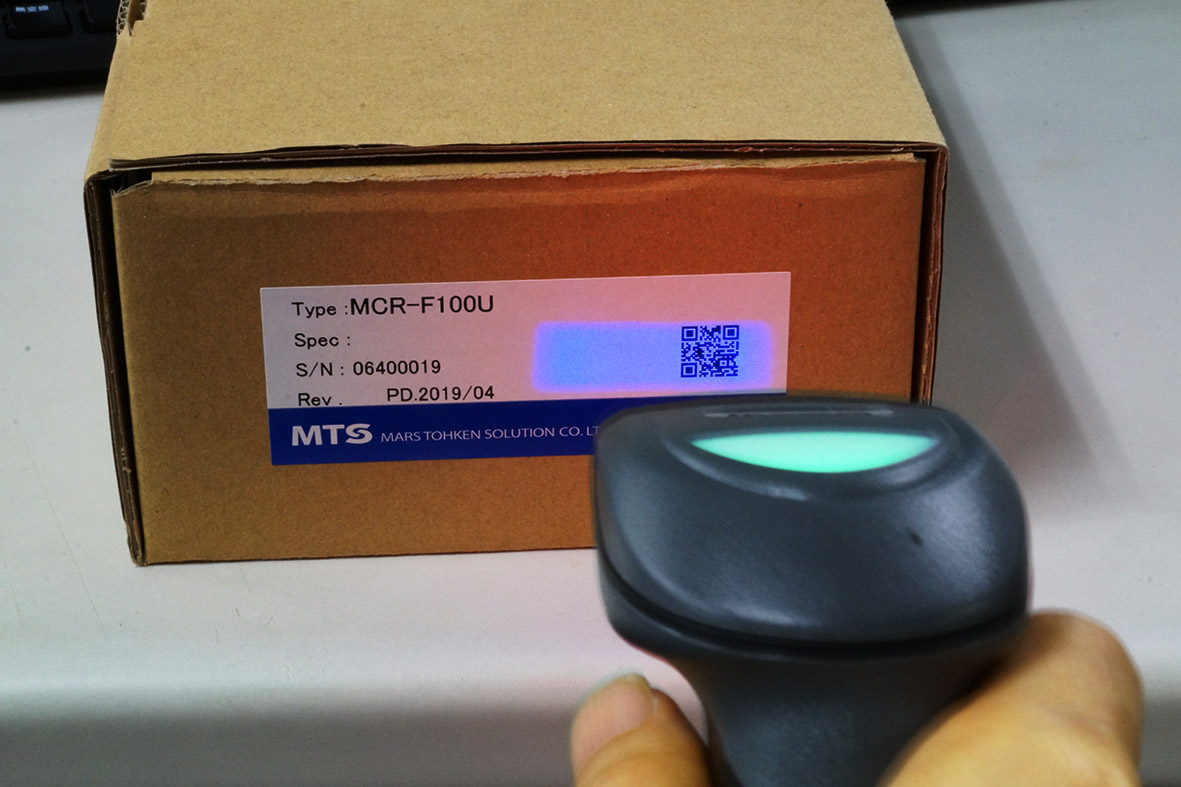 Type :MCR-F100U
Spec :
S/N : 06400019
Rev . PD.2019/04
MTS MARS TOHKEN SOLUTION CO.